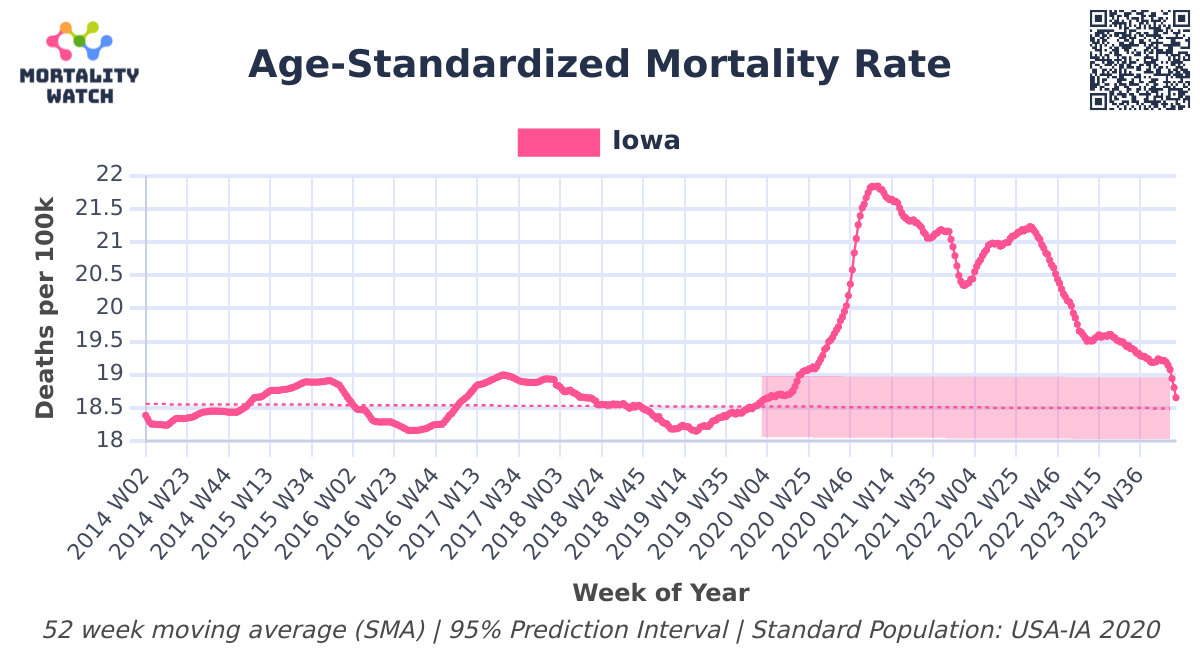 MORTALITY
WATCH
Age-Standardized Mortality Rate
Iowa
Deaths per 100k
22
21.5
21
20.5
20
19.5
19
18.5
18
2014 W02
2014 W23
2014 W44
2015 W13
2015 W34
2016 W02
2016 W23
2016 W44
2017 W13
2017 W34
2018 W03
2018 W24
2018 W45
2019 W14
2019 W35
2020 W04
2020 W25
2020 W46
2021 W14
2021 W35
2022 W04
2022 W25
2022 W46
2023 W15
2023 W36
Week of Year
52 week moving average (SMA) | 95% Prediction Interval | Standard Population: USA-IA 2020